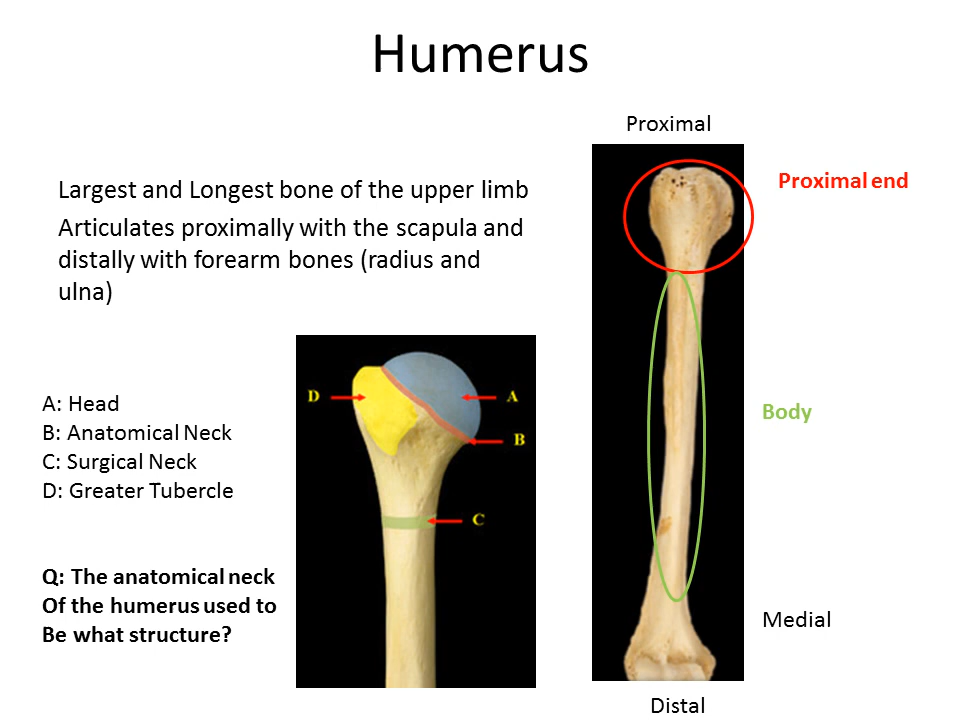 Humerus
Proximal
Proximal end
Largest and Longest bone of the upper limb
Articulates proximally with the scapula and
distally with forearm bones (radius and
ulna)
D
A
B
C
A: Head
B: Anatomical Neck
C: Surgical Neck
D: Greater Tubercle
Body
Q: The anatomical neck
Of the humerus used to
Be what structure?
Medial
Distal